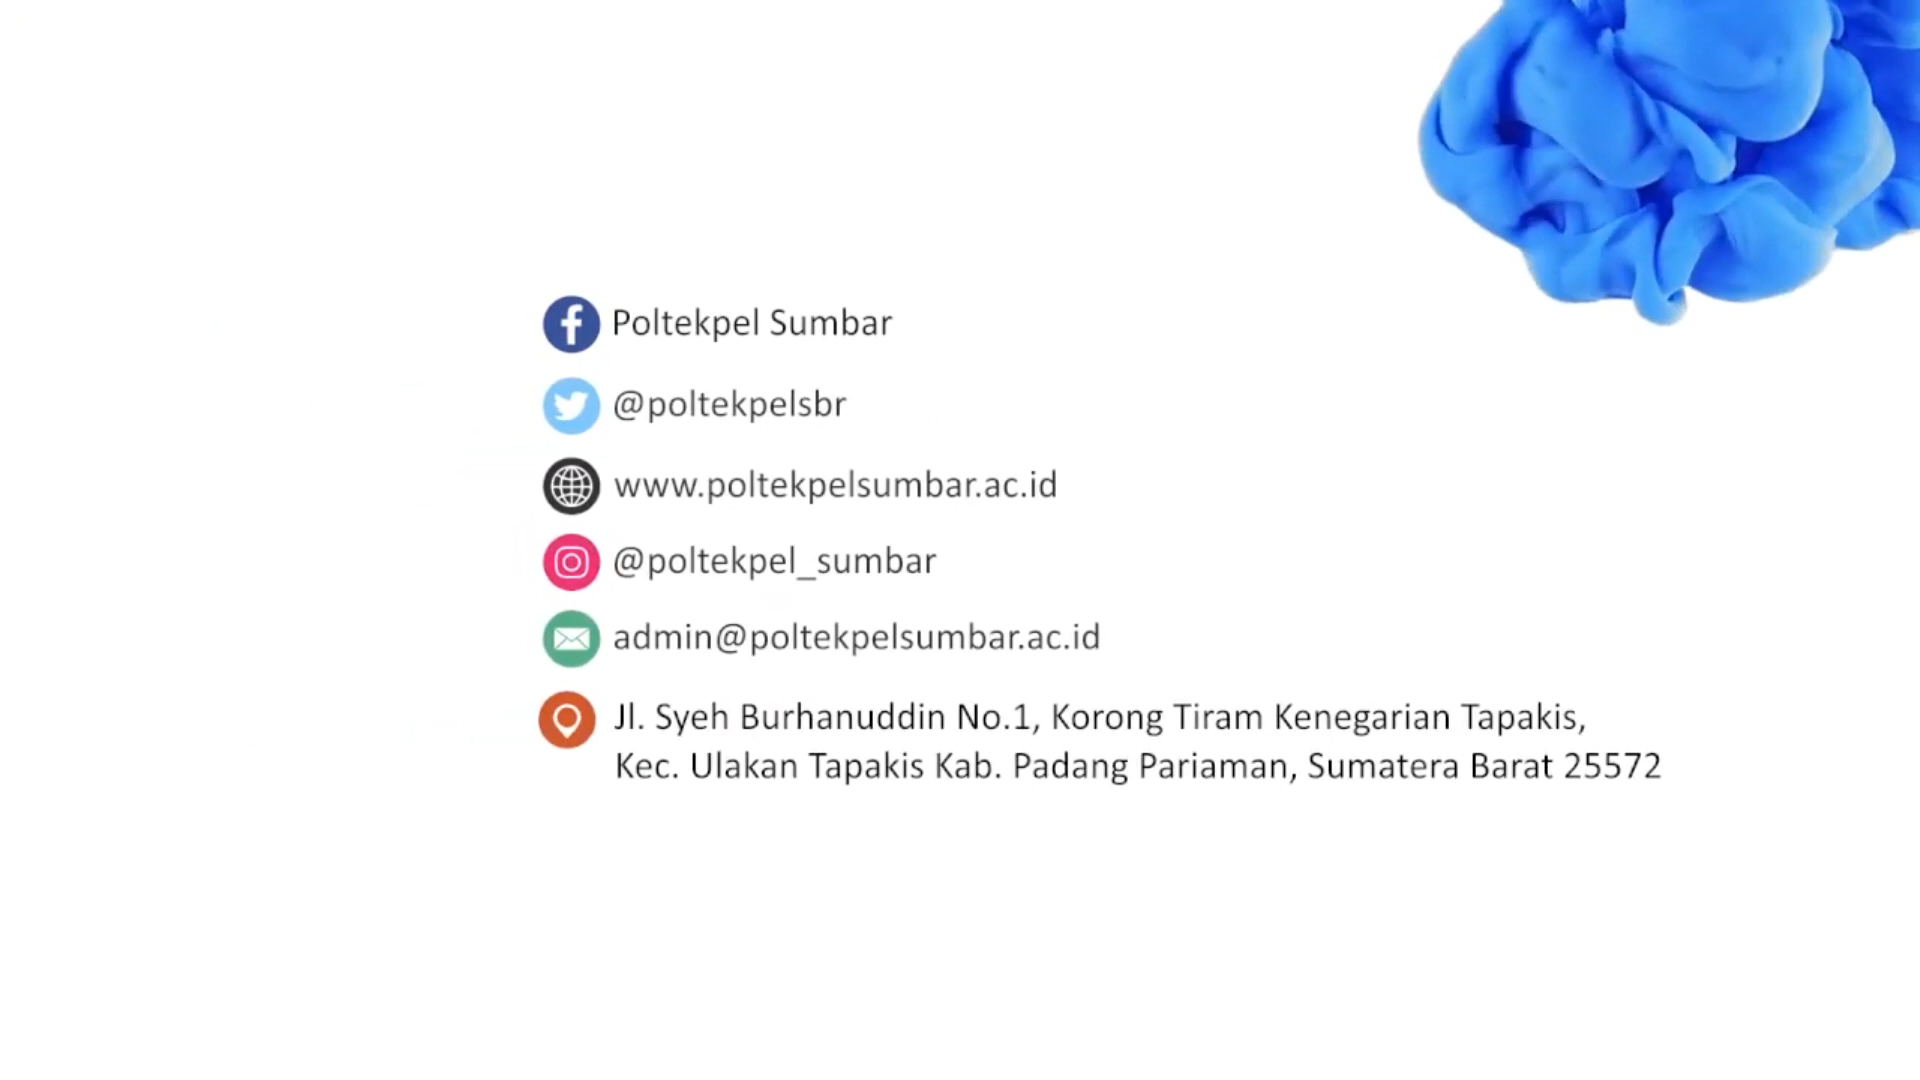 Poltekpel Sumbar
@poltekpelsbr
www.poltekpelsumbar.ac.id
@poltekpel_sumbar
admin@poltekpelsumbar.ac.id
Jl. Syeh Burhanuddin No.1, Korong Tiram Kenegarian Tapakis,
Kec. Ulakan Tapakis Kab. Padang Pariaman, Sumatera Barat 25572